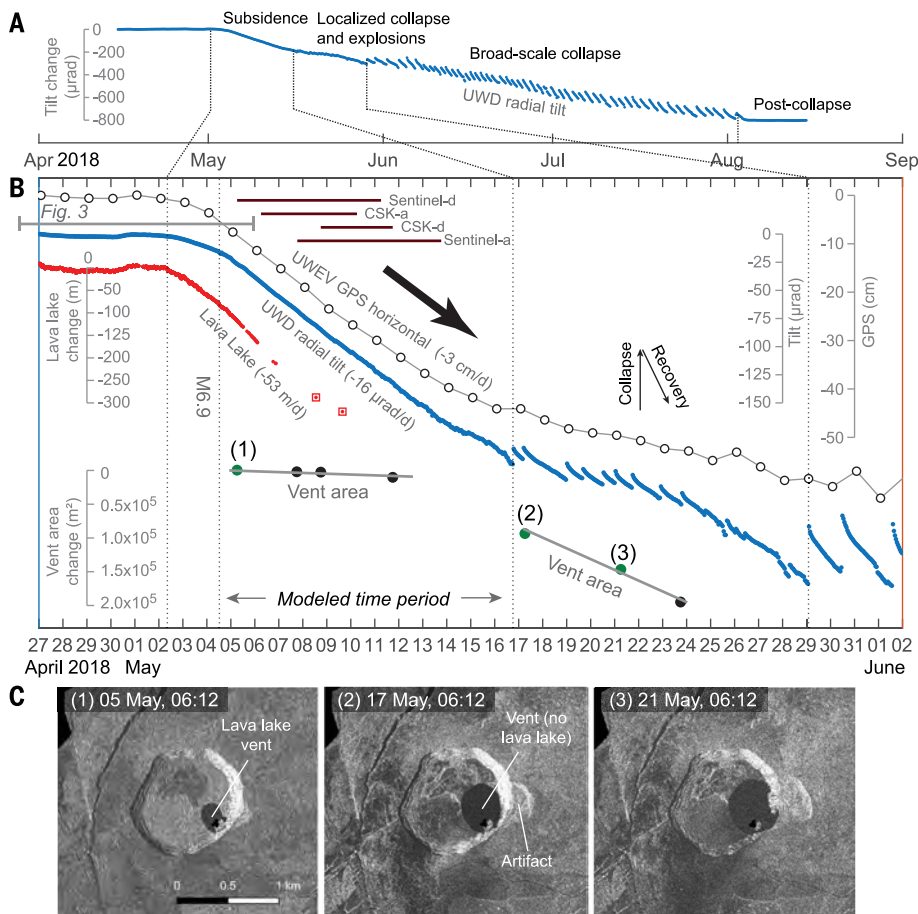 A
Subsidence
Localized collapse
and explosions
Broad-scale collapse
Post-collapse
UWD radial tilt
Tilt change
(μrad)
0
-200
-400
-600
-800
Apr 2018
May
Jun
Jul
Aug
Sep
B
Fig. 3
Sentinel-d
CSK-a
CSK-d
Sentinel-a
UWEV GPS horizontal (-3 cm/d)
UWD radial tilt (-16 μrad/d)
Lava Lake (-53 m/d)
M6.9
Lava lake
change (m)
0
-50
-100
-150
-200
-250
-300
Collapse
Recovery
Tilt (μrad)
0
-25
-50
-75
-100
-125
-150
GPS (cm)
0
-10
-20
-30
-40
-50
Vent area
change (m²)
0
0.5x10⁵
1.0x10⁵
1.5x10⁵
2.0x10⁵
(1)
Vent area
(2)
(3)
Vent area
Modeled time period
27 28 29 30 01 02 03 04 05 06 07 08 09 10 11 12 13 14 15 16 17 18 19 20 21 22 23 24 25 26 27 28 29 30 31 01 02
April 2018 May June
C
(1) 05 May, 06:12
Lava lake
vent
0 0.5 1 km
(2) 17 May, 06:12
Vent (no
lava lake)
Artifact
(3) 21 May, 06:12